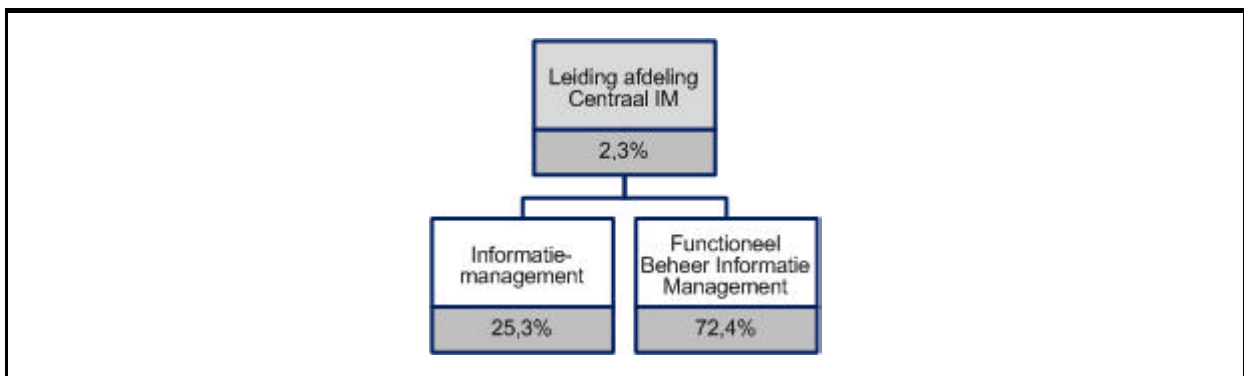 Leiding afdeling
Centraal IM
2,3%
Informatie-
management
25,3%
Functioneel
Beheer Informatie
Management
72,4%